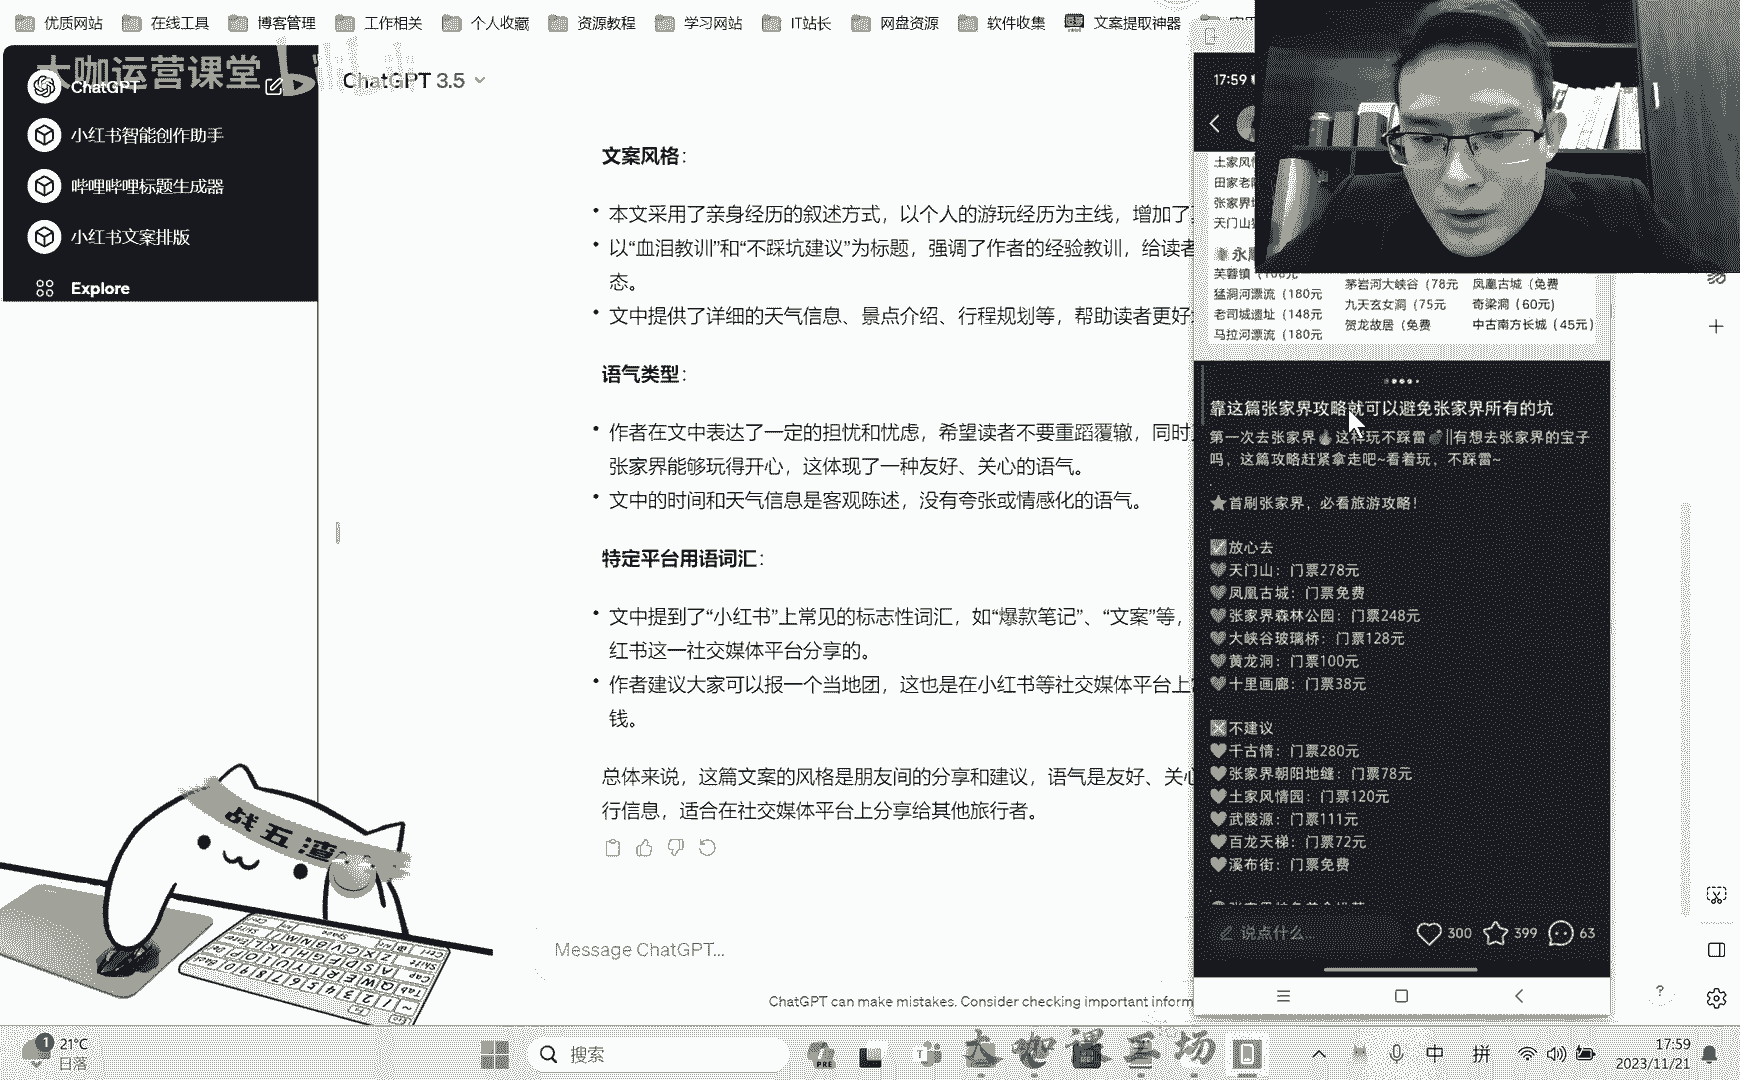 优质网站
在线工具
博客管理
工作相关
个人收藏
资源教程
学习网站
IT站长
网盘资源
软件收集
文案提取神器
大咖运营课堂
ChatGPT
小红书智能创作助手
哔哩哔哩标题生成器
小红书文案排版
Explore
ChatGPT 3.5
文案风格：
本文采用了亲身经历的叙述方式，以个人的游玩经历为主线，增加了
以“血泪教训”和“不踩坑建议”为标题，强调了作者的经验教训，给读者
态。
文中提供了详细的天气信息、景点介绍、行程规划等，帮助读者更好
语气类型：
作者在文中表达了一定的担忧和忧虑，希望读者不要重蹈覆辙，同时
张家界能够玩得开心，这体现了一种友好、关心的语气。
文中的时间和天气信息是客观陈述，没有夸张或情感化的语气。
特定平台用语词汇：
文中提到了“小红书”上常见的标志性词汇，如“爆款笔记”、“文案”等，
红书这一社交媒体平台分享的。
作者建议大家可以报一个当地团，这也是在小红书等社交媒体平台上
钱。
总体来说，这篇文案的风格是朋友间的分享和建议，语气是友好、关心
行信息，适合在社交媒体平台上分享给其他旅行者。
Message ChatGPT...
ChatGPT can make mistakes. Consider checking important inform
17:59
土家风情
田家老
张家界
天门山
永
芙蓉镇
猛洞河漂流（180元
老司城遗址（148元
马拉河漂流（180元
茅岩河大峡谷（78元
九天玄女洞（75元
贺龙故居（免费
凤凰古城（免费
奇梁洞（60元）
中古南方长城（45元）
靠这篇张家界攻略就可以避免张家界所有的坑
第一次去张家界🔥这样玩不踩雷💣||有想去张家界的宝子
吗，这篇攻略赶紧拿走吧~看着玩，不踩雷~
⭐首刷张家界，必看旅游攻略！
✅放心去
💚天门山：门票278元
💚凤凰古城：门票免费
💚张家界森林公园：门票248元
💚大峡谷玻璃桥：门票128元
💚黄龙洞：门票100元
💚十里画廊：门票38元
❎不建议
❤千古情：门票280元
❤张家界朝阳地缝：门票78元
❤土家风情园：门票120元
❤武陵源：门票111元
❤百龙天梯：门票72元
❤溪布街：门票免费
说点什么...
300
399
63
战五渣
21°C
日落
搜索
大咖课王场
中
拼
17:59
2023/11/21